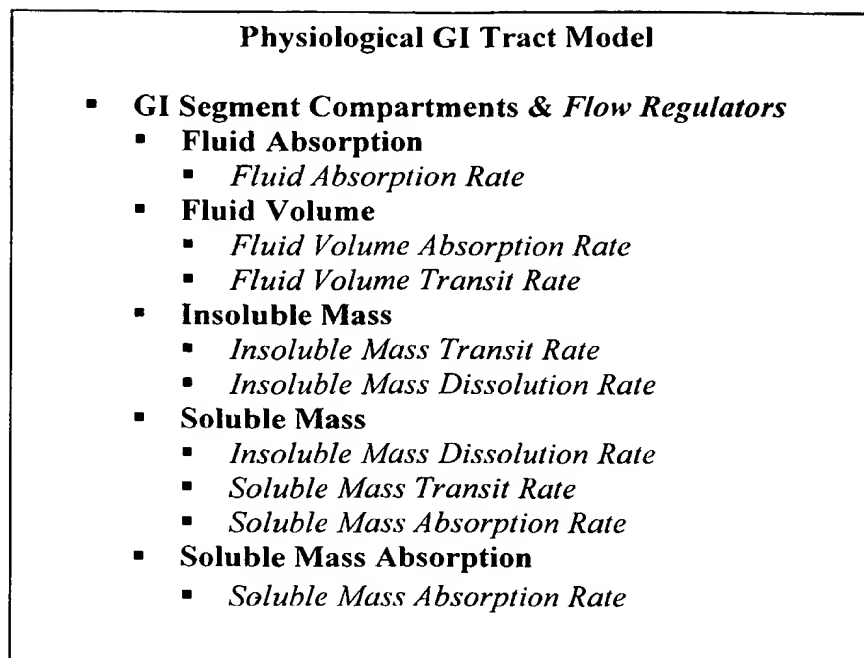 Physiological GI Tract Model
▪ GI Segment Compartments & Flow Regulators
▪ Fluid Absorption
▪ Fluid Absorption Rate
▪ Fluid Volume
▪ Fluid Volume Absorption Rate
▪ Fluid Volume Transit Rate
▪ Insoluble Mass
▪ Insoluble Mass Transit Rate
▪ Insoluble Mass Dissolution Rate
▪ Soluble Mass
▪ Insoluble Mass Dissolution Rate
▪ Soluble Mass Transit Rate
▪ Soluble Mass Absorption Rate
▪ Soluble Mass Absorption
▪ Soluble Mass Absorption Rate